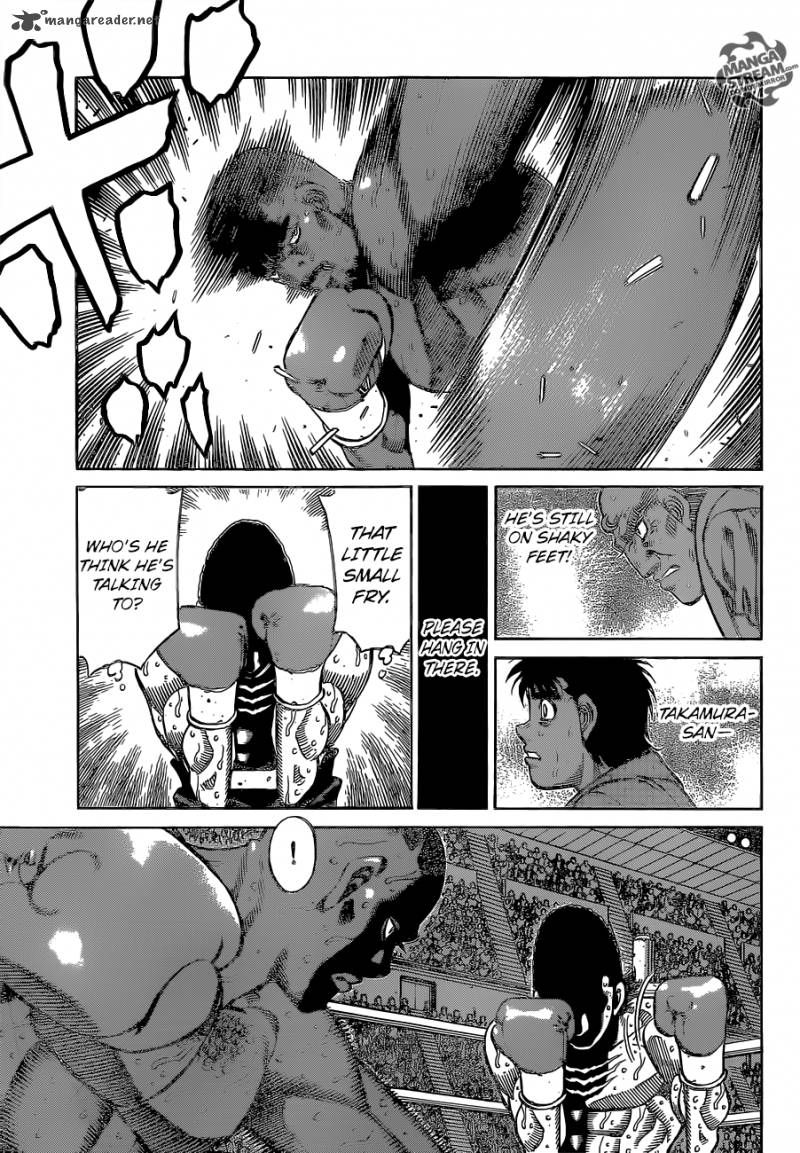 mangareader.net
MANGA
STREAM.com
HE'S STILL
ON SHAKY
FEET!
TAKAMURA-
SAN—
PLEASE
HANG IN
THERE.
THAT
LITTLE
SMALL
FRY.
WHO'S HE
THINK HE'S
TALKING
TO?
!